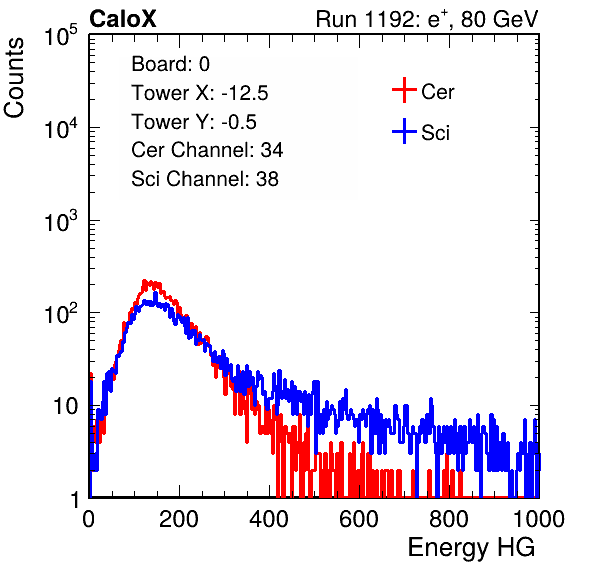 CaloX Run 1192: e⁺, 80 GeV
Counts
10⁵
10⁴
10³
10²
10
1
Board: 0
Tower X: -12.5
Tower Y: -0.5
Cer Channel: 34
Sci Channel: 38
Cer
Sci
0 200 400 600 800 1000
Energy HG